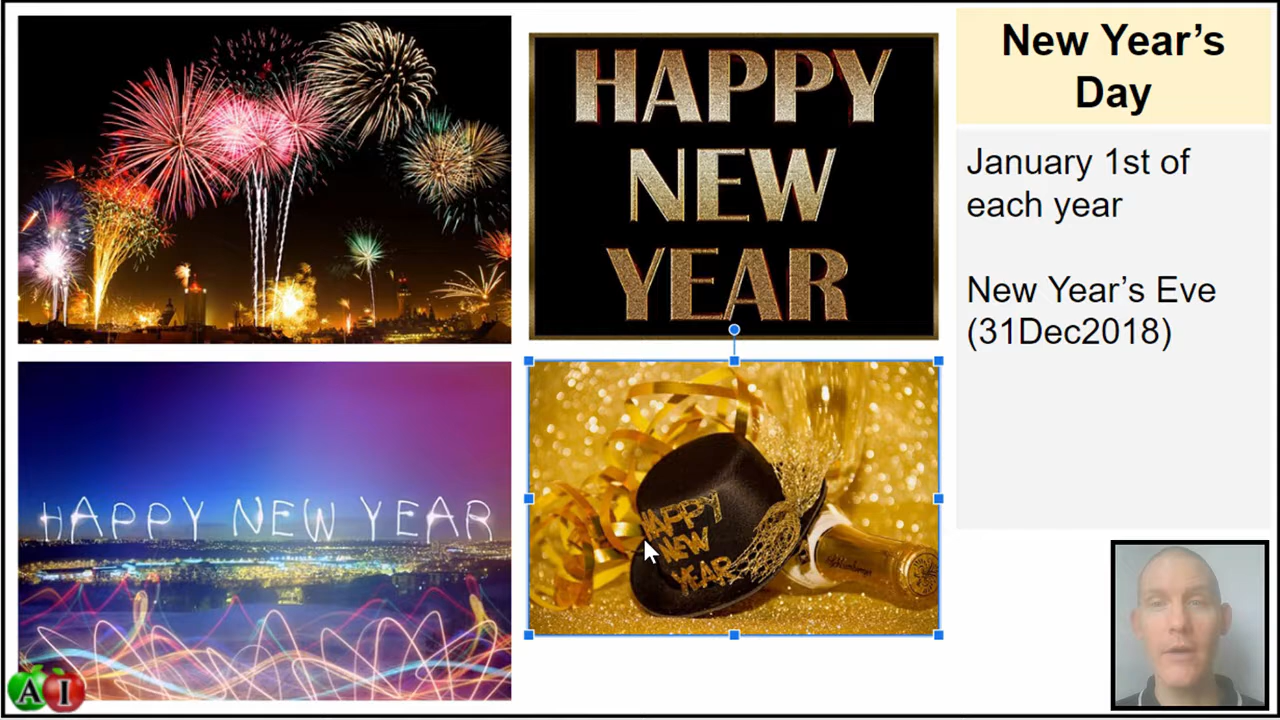 HAPPY
NEW
YEAR
New Year’s
Day
January 1st of
each year
New Year’s Eve
(31Dec2018)
HAPPY NEW YEAR
HAPPY
NEW
YEAR
A I